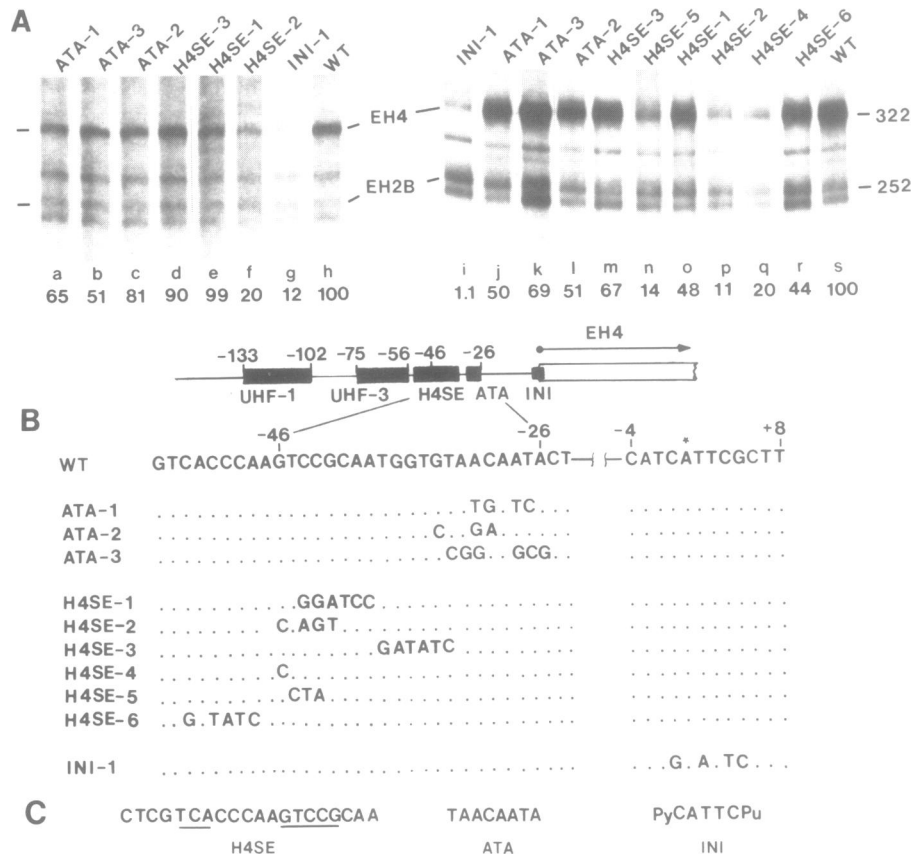 A
ATA-1 ATA-3 ATA-2 H4SE-3 H4SE-1 H4SE-2 INI-1 WT
INI-1 ATA-1 ATA-3 ATA-2 H4SE-3 H4SE-5 H4SE-1 H4SE-2 H4SE-4 H4SE-6 WT
EH4
322
EH2B
252
a b c d e f g h
65 51 81 90 99 20 12 100
i j k l m n o p q r s
1.1 50 69 51 67 14 48 11 20 44 100
EH4
-133 -102 -75 -56 -46 -26
UHF-1 UHF-3 H4SE ATA INI
B
-46 -26 -4 * +8
WT GTCACCCAAGTCCGCAATGGTGTAACAATACT CATCATTCGCTT
ATA-1 ........................TG.TC... ............
ATA-2 .....................C..GA...... ............
ATA-3 ......................CGG..GCG.. ............
H4SE-1 ...........GGATCC............... ............
H4SE-2 .........C.AGT.................. ............
H4SE-3 .................GATATC......... ............
H4SE-4 .........C...................... ............
H4SE-5 ..........CTA................... ............
H4SE-6 ..G.TATC........................ ............
INI-1 ................................ ...G.A.TC...
C
CTCGTCACCCAAGTCCGCAA TAACAATA PyCATTCPu
H4SE ATA INI